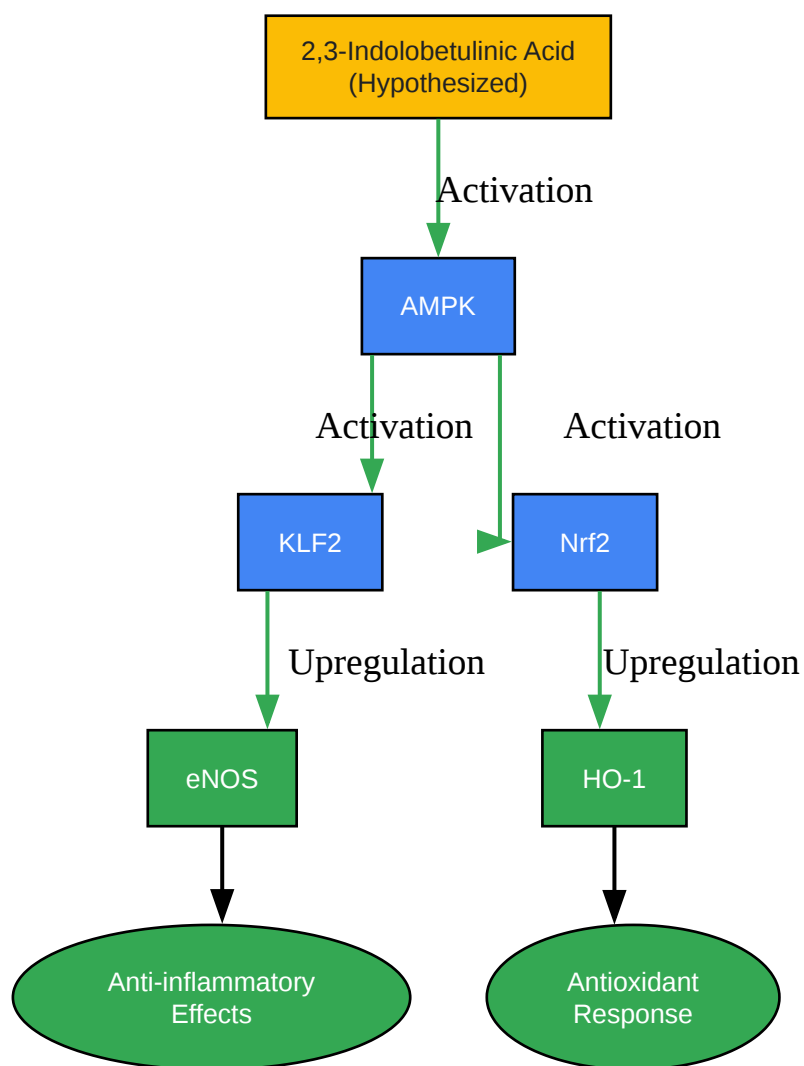 2,3-Indolobetulinic Acid
(Hypothesized)
Activation
AMPK
Activation
Activation
KLF2
Nrf2
Upregulation
Upregulation
eNOS
HO-1
Anti-inflammatory
Effects
Antioxidant
Response